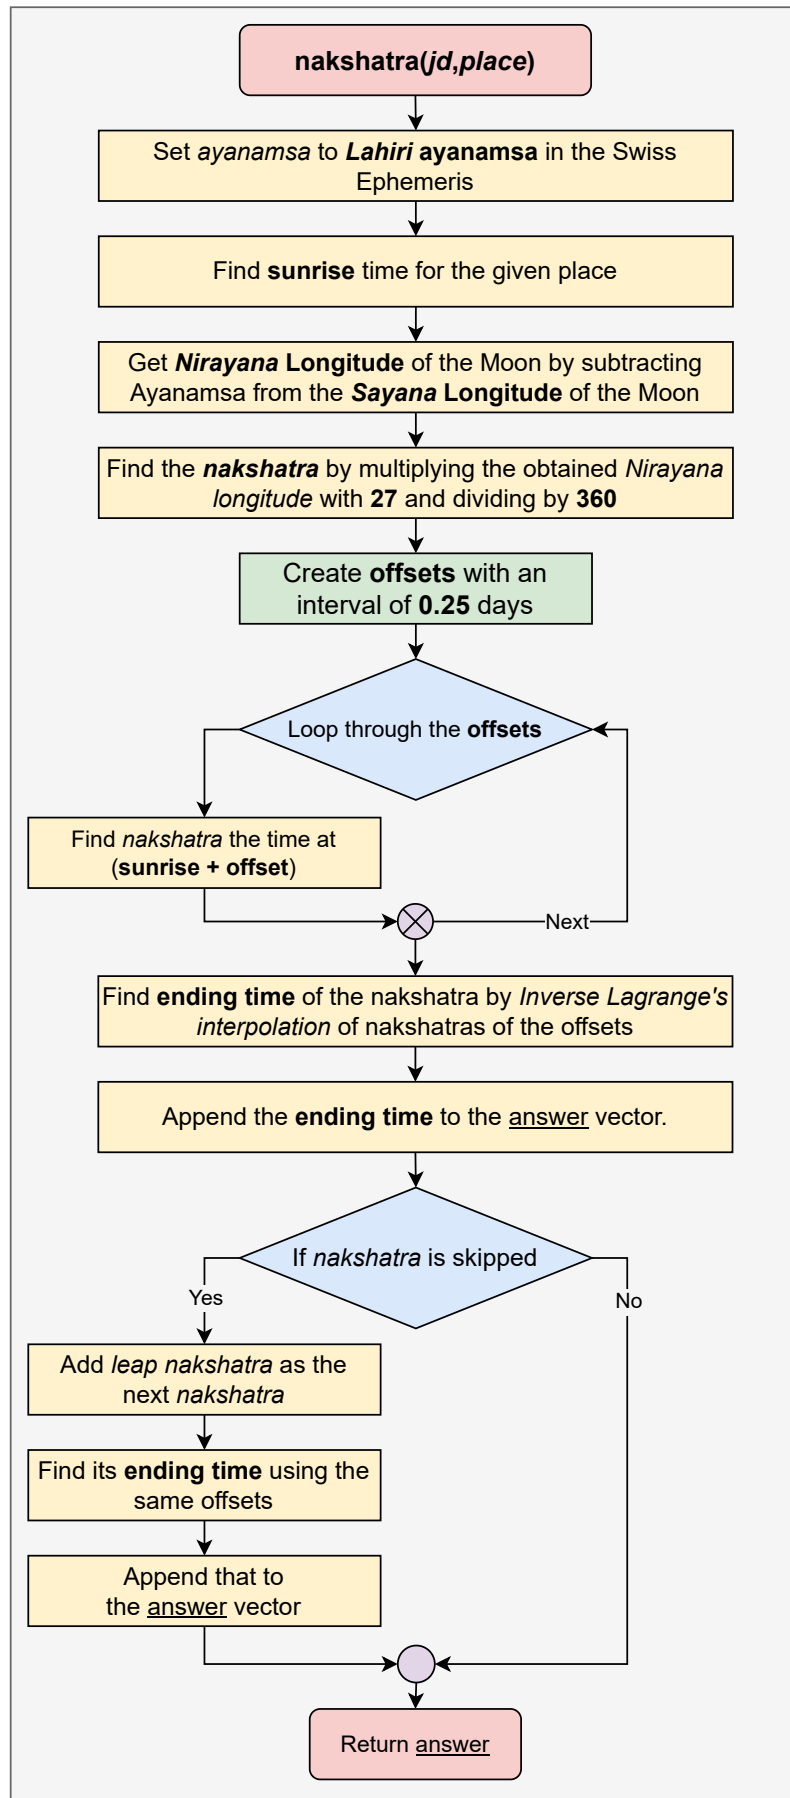 nakshatra(jd,place)
Set ayanamsa to Lahiri ayanamsa in the Swiss
Ephemeris
Find sunrise time for the given place
Get Nirayana Longitude of the Moon by subtracting
Ayanamsa from the Sayana Longitude of the Moon
Find the nakshatra by multiplying the obtained Nirayana
longitude with 27 and dividing by 360
Create offsets with an
interval of 0.25 days
Loop through the offsets
Find nakshatra the time at
(sunrise + offset)
Next
Find ending time of the nakshatra by Inverse Lagrange's
interpolation of nakshatras of the offsets
Append the ending time to the answer vector.
If nakshatra is skipped
Yes
No
Add leap nakshatra as the
next nakshatra
Find its ending time using the
same offsets
Append that to
the answer vector
Return answer